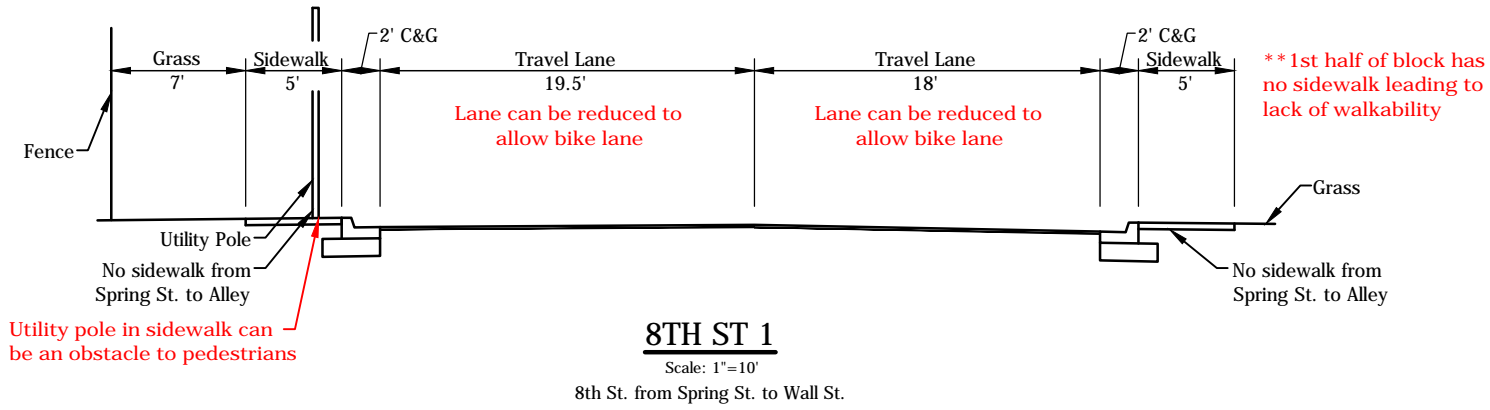 2' C&G
2' C&G
Grass
Sidewalk
Travel Lane
Travel Lane
Sidewalk
7'
5'
19.5'
18'
5'
**1st half of block has
no sidewalk leading to
lack of walkability
Lane can be reduced to
allow bike lane
Lane can be reduced to
allow bike lane
Fence
Grass
Utility Pole
No sidewalk from
Spring St. to Alley
No sidewalk from
Spring St. to Alley
Utility pole in sidewalk can
be an obstacle to pedestrians
8TH ST 1
Scale: 1"=10'
8th St. from Spring St. to Wall St.